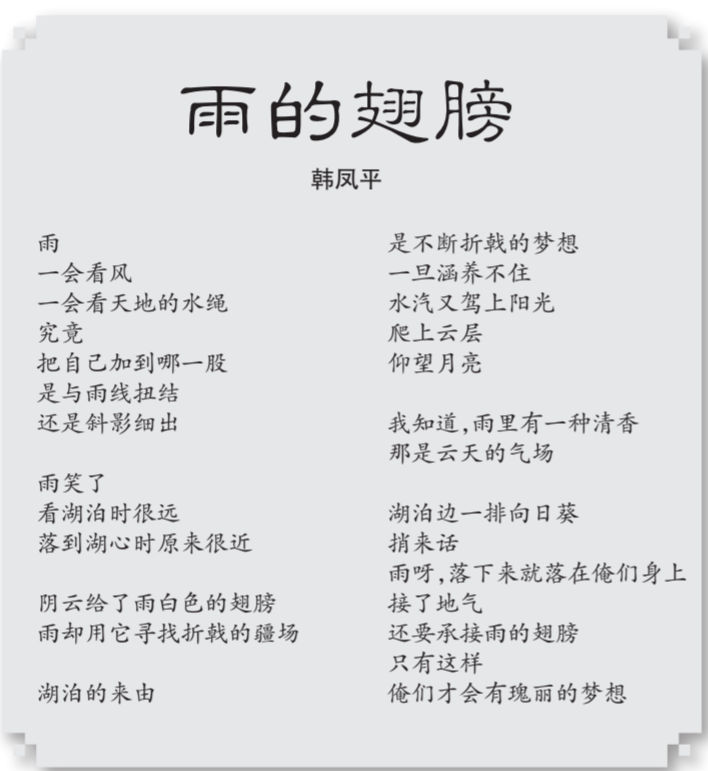 雨的翅膀
韩凤平
雨
一会看风
一会看天地的水绳
究竟
把自己加到哪一股
是与雨线扭结
还是斜影细出
雨笑了
看湖泊时很远
落到湖心时原来很近
阴云给了雨白色的翅膀
雨却用它寻找折戟的疆场
湖泊的来由
是不断折戟的梦想
一旦涵养不住
水汽又驾上阳光
爬上云层
仰望月亮
我知道,雨里有一种清香
那是云天的气场
湖泊边一排向日葵
捎来话
雨呀,落下来就落在俺们身上
接了地气
还要承接雨的翅膀
只有这样
俺们才会有瑰丽的梦想